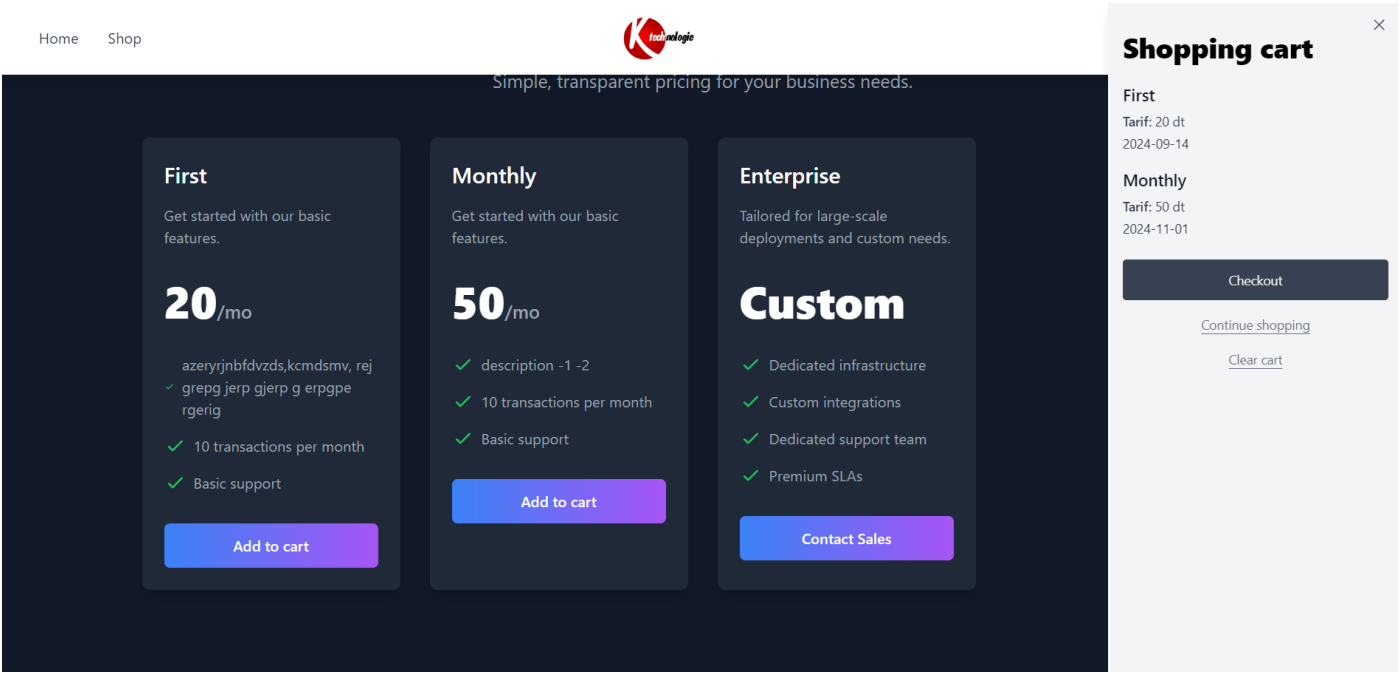 Home
Shop
K technologie
Simple, transparent pricing for your business needs.
First
Get started with our basic
features.
20/mo
azeryrjnbfdvzds,kcmdsmv, rej
grepg jerp gjerp g erpgpe
rgerig
10 transactions per month
Basic support
Add to cart
Monthly
Get started with our basic
features.
50/mo
description -1 -2
10 transactions per month
Basic support
Add to cart
Enterprise
Tailored for large-scale
deployments and custom needs.
Custom
Dedicated infrastructure
Custom integrations
Dedicated support team
Premium SLAs
Contact Sales
Shopping cart
First
Tarif: 20 dt
2024-09-14
Monthly
Tarif: 50 dt
2024-11-01
Checkout
Continue shopping
Clear cart